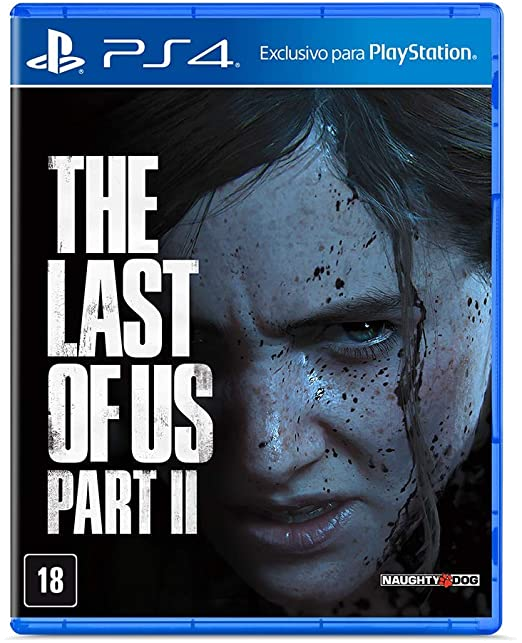 PS4 Exclusivo para PlayStation®
THE
LAST
OF US
PART II
18
NAUGHTY DOG